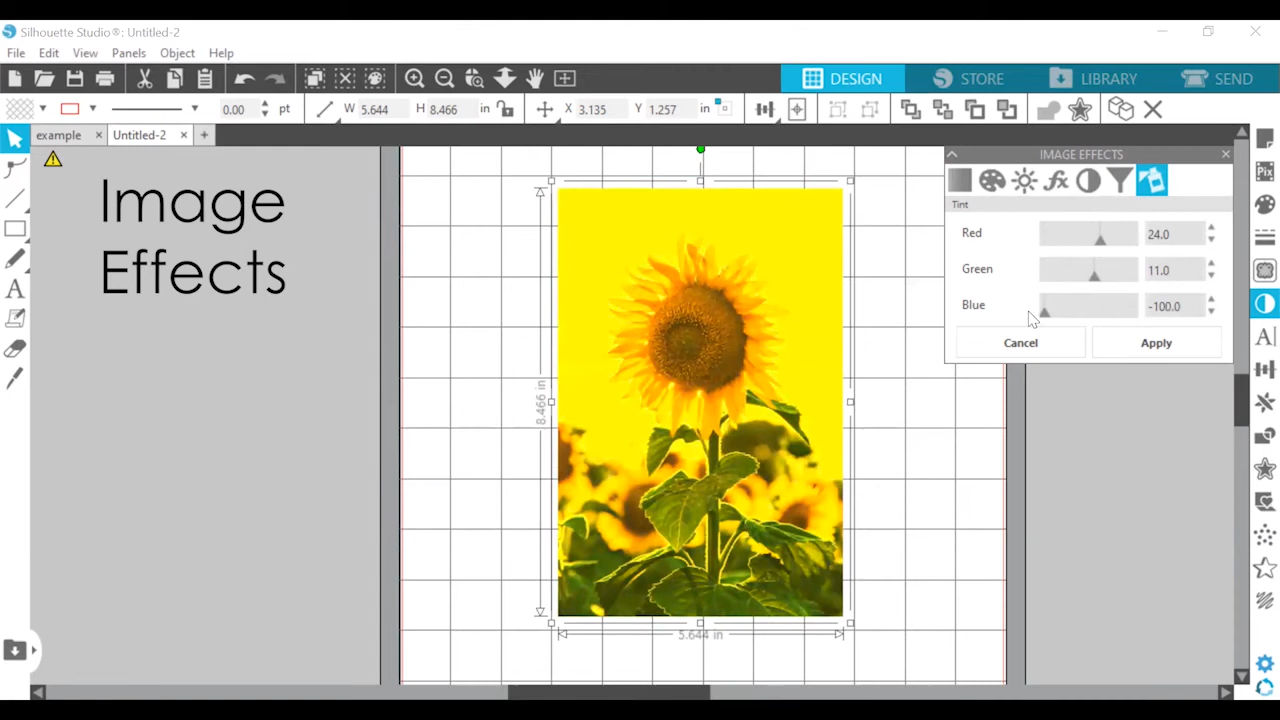 Silhouette Studio®: Untitled-2
File Edit View Panels Object Help
DESIGN STORE LIBRARY SEND
0.00 pt W 5.644 H 8.466 in X 3.135 Y 1.257 in
example Untitled-2
Image
Effects
IMAGE EFFECTS
Tint
Red 24.0
Green 11.0
Blue -100.0
Cancel Apply
8.466 in
5.644 in
Pix
A
A